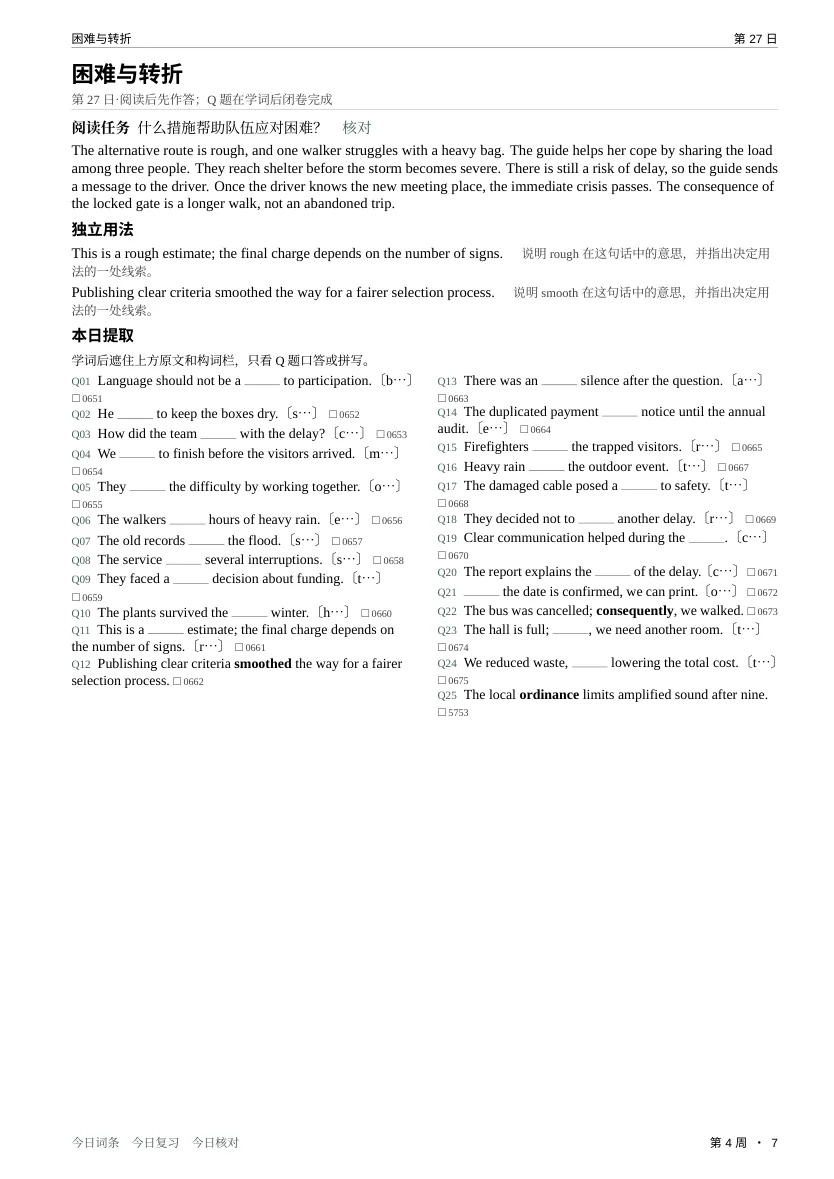 困难与转折 第 27 日
困难与转折
第 27 日·阅读后先作答；Q 题在学词后闭卷完成
阅读任务 什么措施帮助队伍应对困难？ 核对
The alternative route is rough, and one walker struggles with a heavy bag. The guide helps her cope by sharing the load
among three people. They reach shelter before the storm becomes severe. There is still a risk of delay, so the guide sends
a message to the driver. Once the driver knows the new meeting place, the immediate crisis passes. The consequence of
the locked gate is a longer walk, not an abandoned trip.
独立用法
This is a rough estimate; the final charge depends on the number of signs. 说明 rough 在这句话中的意思，并指出决定用
法的一处线索。
Publishing clear criteria smoothed the way for a fairer selection process. 说明 smooth 在这句话中的意思，并指出决定用
法的一处线索。
本日提取
学词后遮住上方原文和构词栏，只看 Q 题口答或拼写。
Q01 Language should not be a _____ to participation.〔b···〕
□ 0651
Q02 He _____ to keep the boxes dry.〔s···〕 □ 0652
Q03 How did the team _____ with the delay?〔c···〕 □ 0653
Q04 We _____ to finish before the visitors arrived.〔m···〕
□ 0654
Q05 They _____ the difficulty by working together.〔o···〕
□ 0655
Q06 The walkers _____ hours of heavy rain.〔e···〕 □ 0656
Q07 The old records _____ the flood.〔s···〕 □ 0657
Q08 The service _____ several interruptions.〔s···〕 □ 0658
Q09 They faced a _____ decision about funding.〔t···〕
□ 0659
Q10 The plants survived the _____ winter.〔h···〕 □ 0660
Q11 This is a _____ estimate; the final charge depends on
the number of signs.〔r···〕 □ 0661
Q12 Publishing clear criteria smoothed the way for a fairer
selection process. □ 0662
Q13 There was an _____ silence after the question.〔a···〕
□ 0663
Q14 The duplicated payment _____ notice until the annual
audit.〔e···〕 □ 0664
Q15 Firefighters _____ the trapped visitors.〔r···〕 □ 0665
Q16 Heavy rain _____ the outdoor event.〔t···〕 □ 0667
Q17 The damaged cable posed a _____ to safety.〔t···〕
□ 0668
Q18 They decided not to _____ another delay.〔r···〕 □ 0669
Q19 Clear communication helped during the _____.〔c···〕
□ 0670
Q20 The report explains the _____ of the delay.〔c···〕 □ 0671
Q21 _____ the date is confirmed, we can print.〔o···〕 □ 0672
Q22 The bus was cancelled; consequently, we walked. □ 0673
Q23 The hall is full; _____, we need another room.〔t···〕
□ 0674
Q24 We reduced waste, _____ lowering the total cost.〔t···〕
□ 0675
Q25 The local ordinance limits amplified sound after nine.
□ 5753
今日词条 今日复习 今日核对 第 4 周 · 7